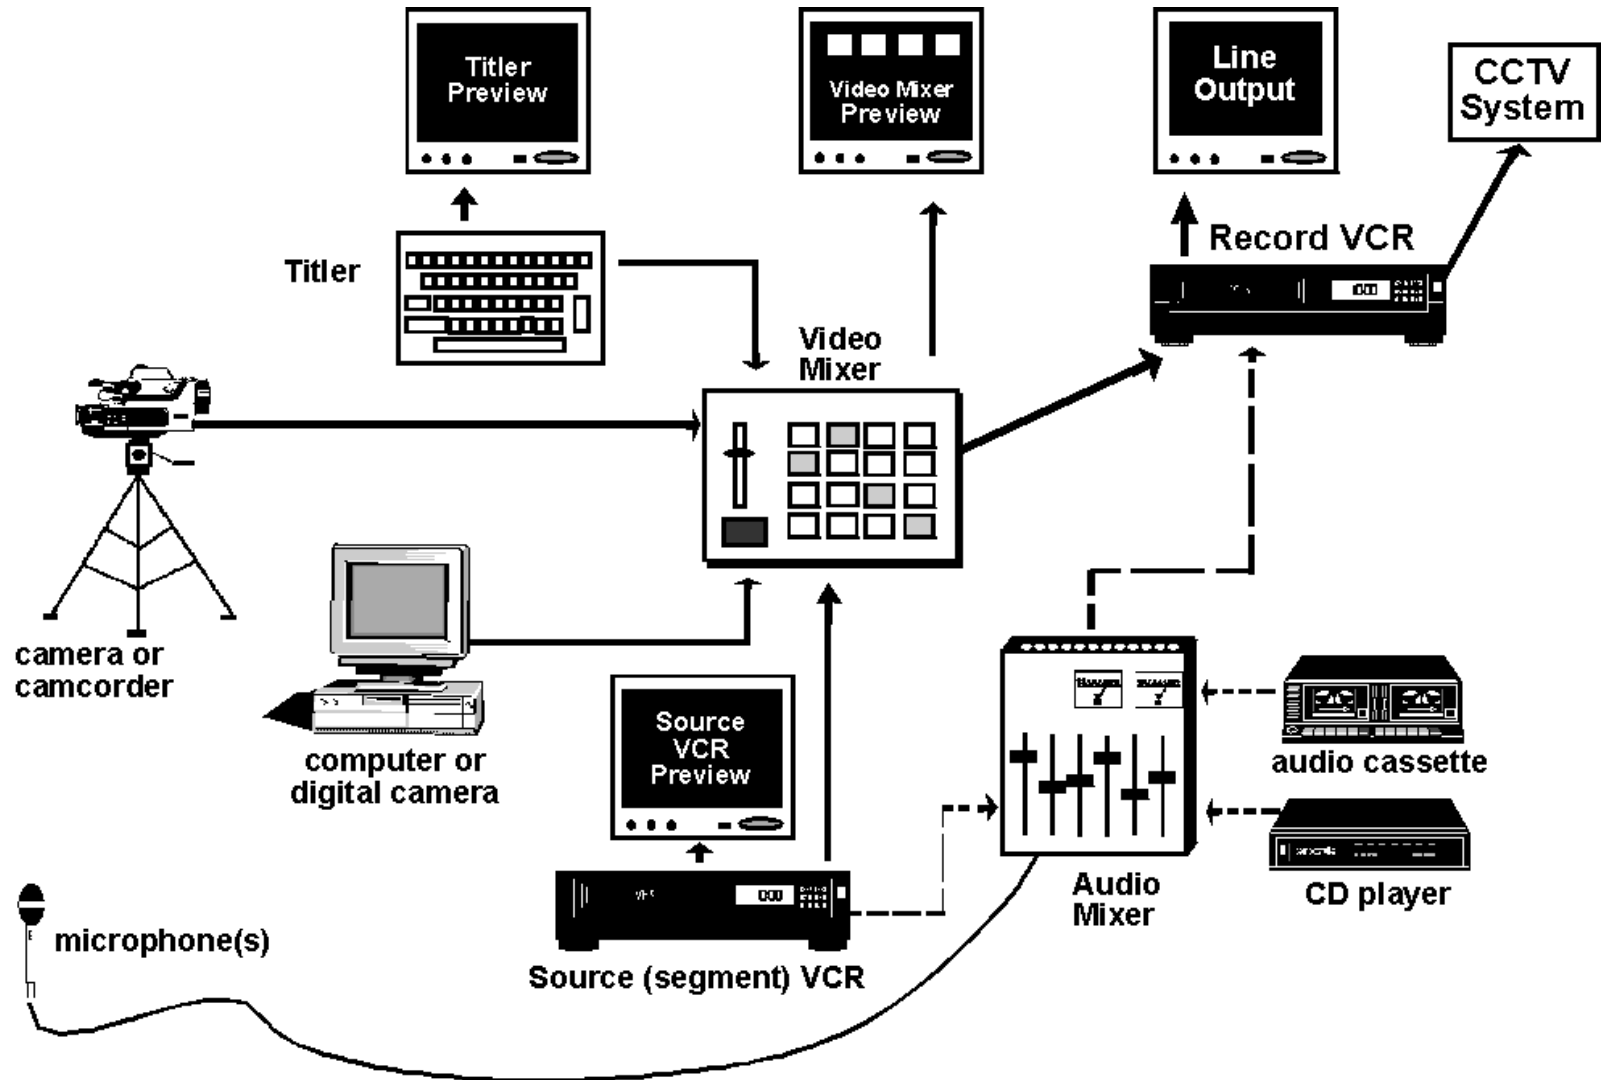 Titler
Preview
Video Mixer
Preview
Line
Output
CCTV
System
Record VCR
Titler
Video
Mixer
camera or
camcorder
computer or
digital camera
Source
VCR
Preview
audio cassette
CD player
Audio
Mixer
microphone(s)
Source (segment) VCR